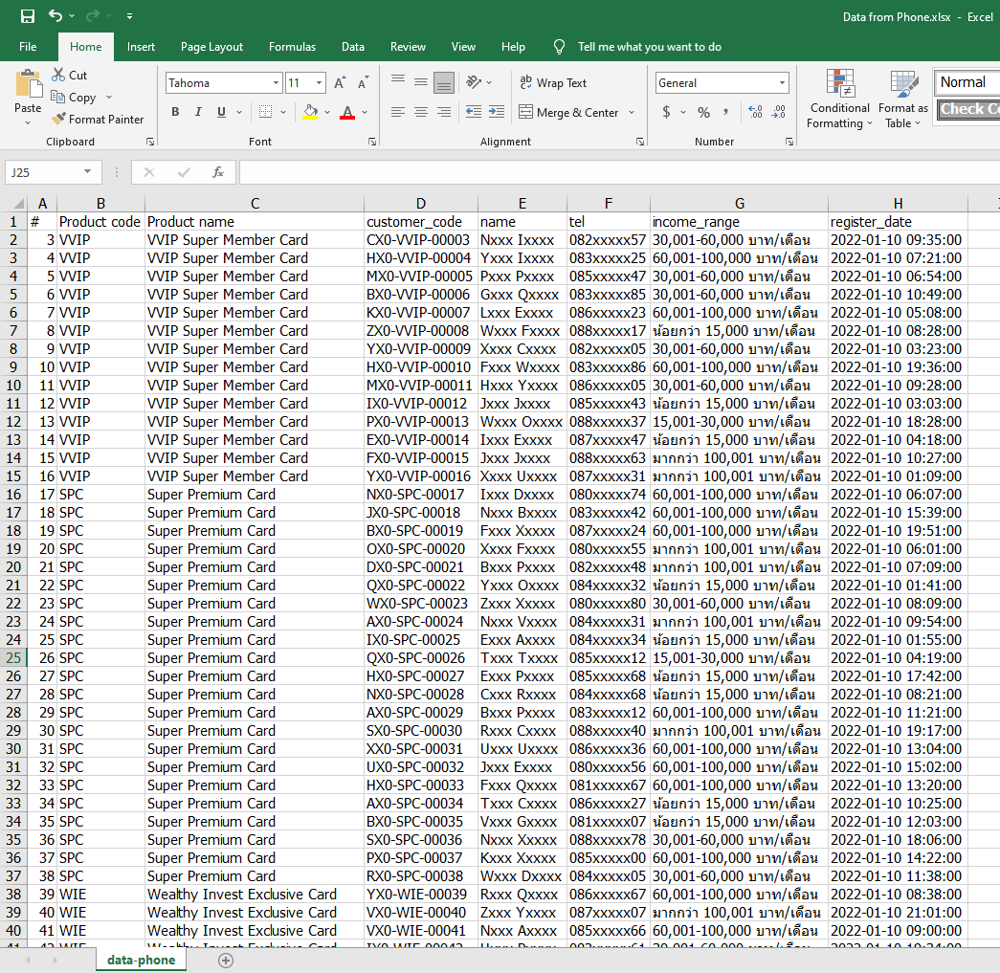 Data from Phone.xlsx - Excel
File Home Insert Page Layout Formulas Data Review View Help Tell me what you want to do
Cut
Copy
Format Painter
Paste
Clipboard
Tahoma 11
B I U A
Font
Wrap Text
Merge & Center
Alignment
General
$ % ,
Number
Conditional Formatting
Format as Table
Normal
Check C
J25 fx
A B C D E F G H
1 # Product code Product name customer_code name tel income_range register_date
2 3 VVIP VVIP Super Member Card CX0-VVIP-00003 Nxxx Ixxxx 082xxxxx57 30,001-60,000 บาท/เดือน 2022-01-10 09:35:00
3 4 VVIP VVIP Super Member Card HX0-VVIP-00004 Yxxx Ixxxx 083xxxxx25 60,001-100,000 บาท/เดือน 2022-01-10 07:21:00
4 5 VVIP VVIP Super Member Card MX0-VVIP-00005 Pxxx Pxxxx 085xxxxx47 30,001-60,000 บาท/เดือน 2022-01-10 06:54:00
5 6 VVIP VVIP Super Member Card BX0-VVIP-00006 Gxxx Qxxxx 083xxxxx85 30,001-60,000 บาท/เดือน 2022-01-10 10:49:00
6 7 VVIP VVIP Super Member Card KX0-VVIP-00007 Lxxx Exxxx 086xxxxx23 60,001-100,000 บาท/เดือน 2022-01-10 05:08:00
7 8 VVIP VVIP Super Member Card ZX0-VVIP-00008 Wxxx Fxxxx 088xxxxx17 น้อยกว่า 15,000 บาท/เดือน 2022-01-10 08:28:00
8 9 VVIP VVIP Super Member Card YX0-VVIP-00009 Xxxx Cxxxx 082xxxxx05 30,001-60,000 บาท/เดือน 2022-01-10 03:23:00
9 10 VVIP VVIP Super Member Card HX0-VVIP-00010 Fxxx Wxxxx 083xxxxx86 60,001-100,000 บาท/เดือน 2022-01-10 19:36:00
10 11 VVIP VVIP Super Member Card MX0-VVIP-00011 Hxxx Yxxxx 086xxxxx05 30,001-60,000 บาท/เดือน 2022-01-10 09:28:00
11 12 VVIP VVIP Super Member Card IX0-VVIP-00012 Jxxx Jxxxx 085xxxxx43 น้อยกว่า 15,000 บาท/เดือน 2022-01-10 03:03:00
12 13 VVIP VVIP Super Member Card PX0-VVIP-00013 Wxxx Oxxxx 088xxxxx37 15,001-30,000 บาท/เดือน 2022-01-10 18:28:00
13 14 VVIP VVIP Super Member Card EX0-VVIP-00014 Ixxx Exxxx 087xxxxx47 น้อยกว่า 15,000 บาท/เดือน 2022-01-10 04:18:00
14 15 VVIP VVIP Super Member Card FX0-VVIP-00015 Jxxx Jxxxx 088xxxxx63 มากกว่า 100,001 บาท/เดือน 2022-01-10 10:27:00
15 16 VVIP VVIP Super Member Card YX0-VVIP-00016 Xxxx Uxxxx 087xxxxx31 มากกว่า 100,001 บาท/เดือน 2022-01-10 01:09:00
16 17 SPC Super Premium Card NX0-SPC-00017 Ixxx Dxxxx 080xxxxx74 60,001-100,000 บาท/เดือน 2022-01-10 06:07:00
17 18 SPC Super Premium Card JX0-SPC-00018 Nxxx Bxxxx 083xxxxx42 60,001-100,000 บาท/เดือน 2022-01-10 15:39:00
18 19 SPC Super Premium Card BX0-SPC-00019 Fxxx Xxxxx 087xxxxx24 60,001-100,000 บาท/เดือน 2022-01-10 19:51:00
19 20 SPC Super Premium Card OX0-SPC-00020 Xxxx Fxxxx 080xxxxx55 มากกว่า 100,001 บาท/เดือน 2022-01-10 06:01:00
20 21 SPC Super Premium Card DX0-SPC-00021 Bxxx Pxxxx 082xxxxx48 มากกว่า 100,001 บาท/เดือน 2022-01-10 07:09:00
21 22 SPC Super Premium Card QX0-SPC-00022 Yxxx Oxxxx 084xxxxx32 น้อยกว่า 15,000 บาท/เดือน 2022-01-10 01:41:00
22 23 SPC Super Premium Card WX0-SPC-00023 Zxxx Xxxxx 080xxxxx80 30,001-60,000 บาท/เดือน 2022-01-10 08:09:00
23 24 SPC Super Premium Card AX0-SPC-00024 Nxxx Vxxxx 084xxxxx31 มากกว่า 100,001 บาท/เดือน 2022-01-10 09:54:00
24 25 SPC Super Premium Card IX0-SPC-00025 Exxx Axxxx 084xxxxx34 น้อยกว่า 15,000 บาท/เดือน 2022-01-10 01:55:00
25 26 SPC Super Premium Card QX0-SPC-00026 Txxx Txxxx 085xxxxx12 15,001-30,000 บาท/เดือน 2022-01-10 04:19:00
26 27 SPC Super Premium Card HX0-SPC-00027 Exxx Pxxxx 085xxxxx68 น้อยกว่า 15,000 บาท/เดือน 2022-01-10 17:42:00
27 28 SPC Super Premium Card NX0-SPC-00028 Cxxx Rxxxx 084xxxxx68 น้อยกว่า 15,000 บาท/เดือน 2022-01-10 08:21:00
28 29 SPC Super Premium Card AX0-SPC-00029 Bxxx Pxxxx 083xxxxx12 60,001-100,000 บาท/เดือน 2022-01-10 11:21:00
29 30 SPC Super Premium Card SX0-SPC-00030 Rxxx Cxxxx 088xxxxx40 มากกว่า 100,001 บาท/เดือน 2022-01-10 19:17:00
30 31 SPC Super Premium Card XX0-SPC-00031 Uxxx Uxxxx 086xxxxx36 60,001-100,000 บาท/เดือน 2022-01-10 13:04:00
31 32 SPC Super Premium Card UX0-SPC-00032 Jxxx Exxxx 080xxxxx56 60,001-100,000 บาท/เดือน 2022-01-10 15:02:00
32 33 SPC Super Premium Card HX0-SPC-00033 Fxxx Qxxxx 081xxxxx67 60,001-100,000 บาท/เดือน 2022-01-10 13:20:00
33 34 SPC Super Premium Card AX0-SPC-00034 Txxx Cxxxx 086xxxxx27 น้อยกว่า 15,000 บาท/เดือน 2022-01-10 10:25:00
34 35 SPC Super Premium Card BX0-SPC-00035 Vxxx Gxxxx 081xxxxx07 น้อยกว่า 15,000 บาท/เดือน 2022-01-10 12:03:00
35 36 SPC Super Premium Card SX0-SPC-00036 Nxxx Xxxxx 088xxxxx78 30,001-60,000 บาท/เดือน 2022-01-10 18:06:00
36 37 SPC Super Premium Card PX0-SPC-00037 Kxxx Xxxxx 085xxxxx00 60,001-100,000 บาท/เดือน 2022-01-10 14:22:00
37 38 SPC Super Premium Card RX0-SPC-00038 Wxxx Dxxxx 084xxxxx05 30,001-60,000 บาท/เดือน 2022-01-10 11:38:00
38 39 WIE Wealthy Invest Exclusive Card YX0-WIE-00039 Rxxx Qxxxx 086xxxxx67 60,001-100,000 บาท/เดือน 2022-01-10 08:38:00
39 40 WIE Wealthy Invest Exclusive Card VX0-WIE-00040 Zxxx Yxxxx 087xxxxx07 มากกว่า 100,001 บาท/เดือน 2022-01-10 21:01:00
40 41 WIE Wealthy Invest Exclusive Card VX0-WIE-00041 Nxxx Axxxx 085xxxxx66 60,001-100,000 บาท/เดือน 2022-01-10 09:00:00
data-phone